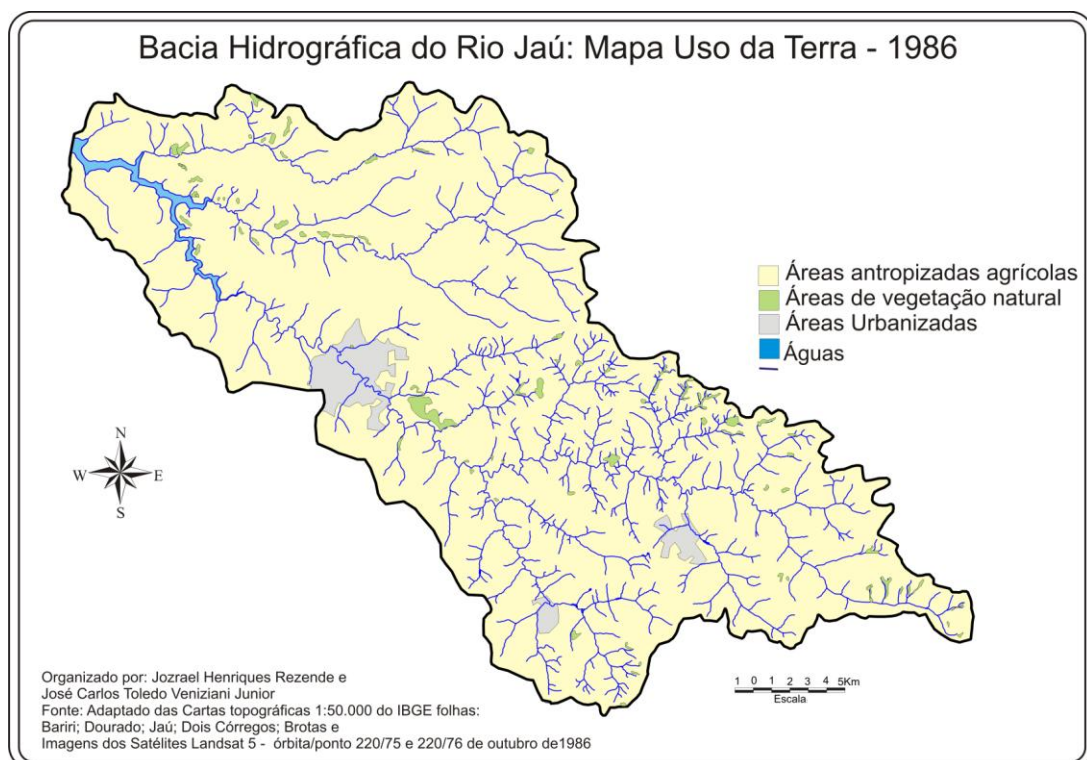 Bacia Hidrográfica do Rio Jaú: Mapa Uso da Terra - 1986
Áreas antropizadas agrícolas
Áreas de vegetação natural
Áreas Urbanizadas
Águas
N
W
E
S
1 0 1 2 3 4 5Km
Escala
Organizado por: Jozrael Henriques Rezende e
José Carlos Toledo Veniziani Junior
Fonte: Adaptado das Cartas topográficas 1:50.000 do IBGE folhas:
Bariri; Dourado; Jaú; Dois Córregos; Brotas e
Imagens dos Satélites Landsat 5 - órbita/ponto 220/75 e 220/76 de outubro de1986